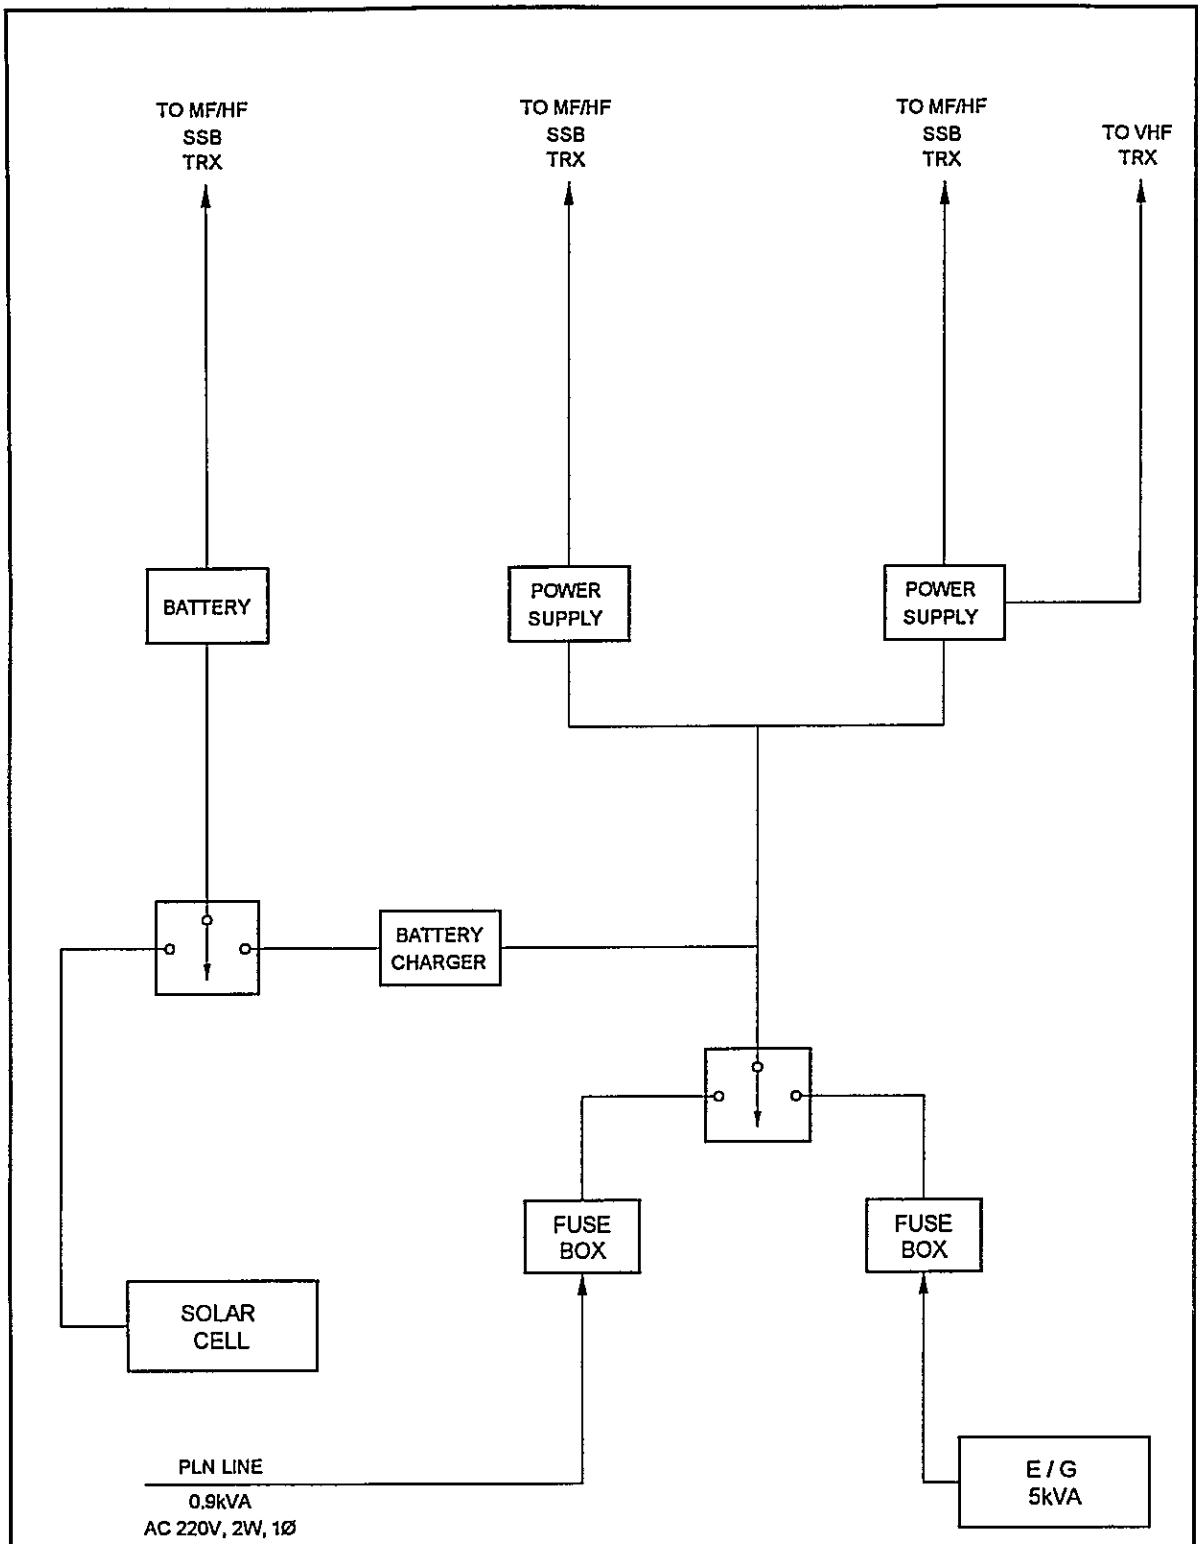 TO MF/HF
SSB
TRX
TO MF/HF
SSB
TRX
TO MF/HF
SSB
TRX
TO VHF
TRX
BATTERY
POWER
SUPPLY
POWER
SUPPLY
BATTERY
CHARGER
FUSE
BOX
FUSE
BOX
SOLAR
CELL
PLN LINE
0.9kVA
AC 220V, 2W, 1Ø
E / G
5kVA